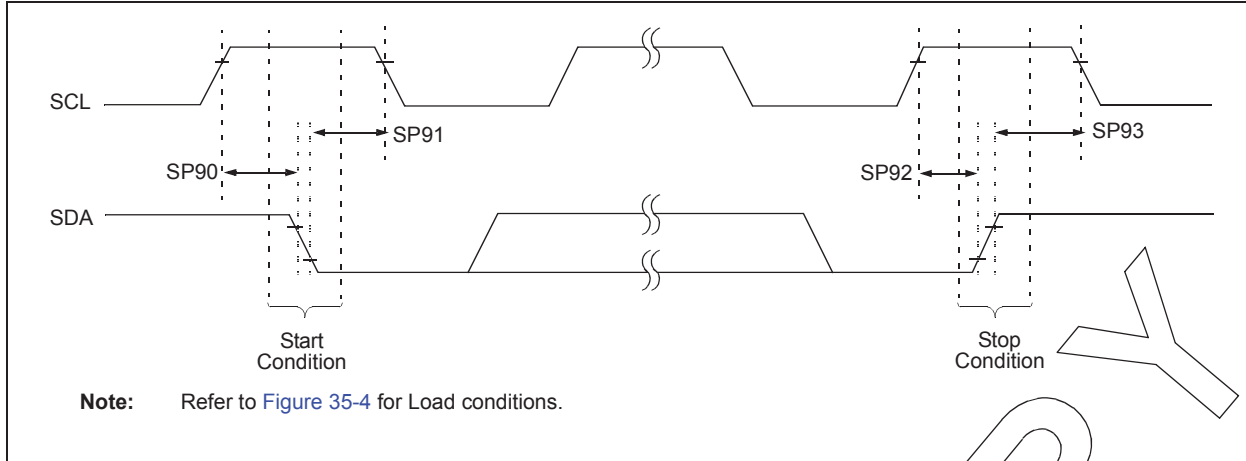 SCL
SP91
SP93
SP90
SP92
SDA
Start
Condition
Stop
Condition
Note: Refer to Figure 35-4 for Load conditions.
Y